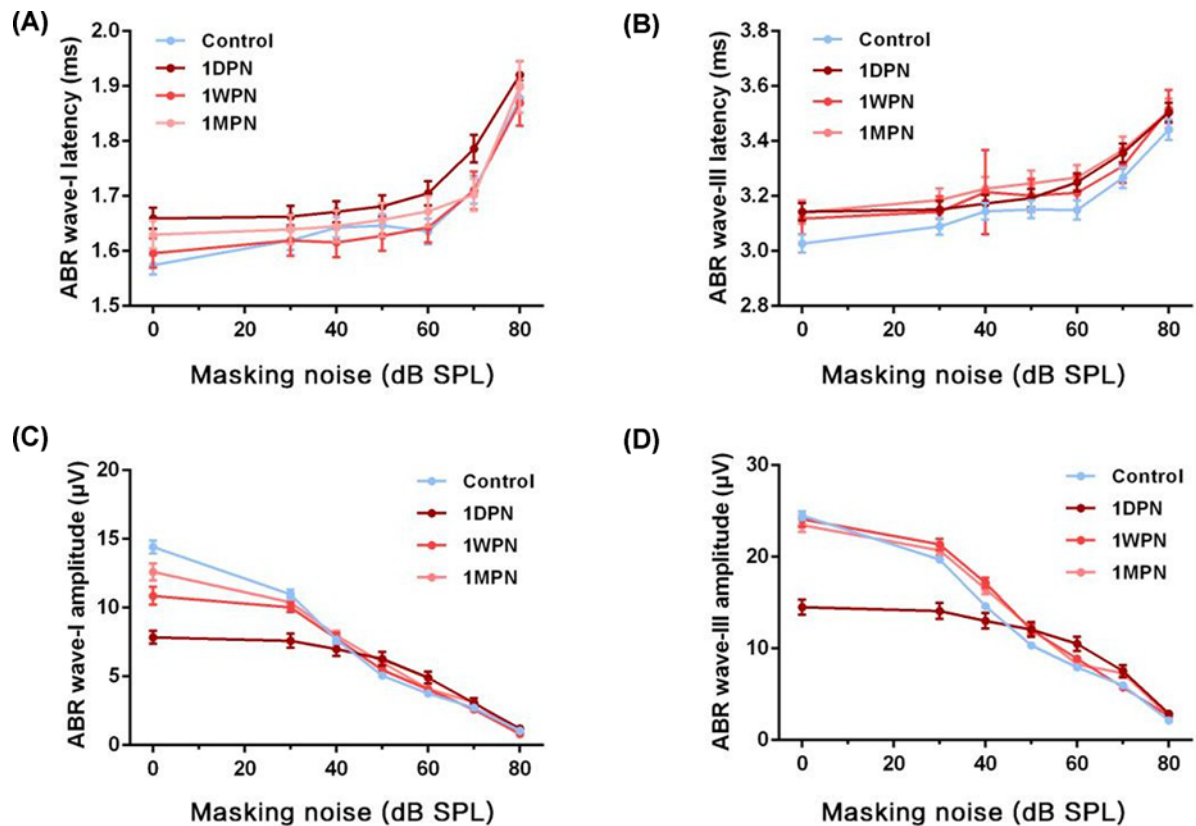 (A)
ABR wave-I latency (ms)
2.0
1.9
1.8
1.7
1.6
1.5
Control
1DPN
1WPN
1MPN
0 20 40 60 80
Masking noise (dB SPL)
(B)
ABR wave-III latency (ms)
3.8
3.6
3.4
3.2
3.0
2.8
Control
1DPN
1WPN
1MPN
0 20 40 60 80
Masking noise (dB SPL)
(C)
ABR wave-I amplitude (μV)
20
15
10
5
0
Control
1DPN
1WPN
1MPN
0 20 40 60 80
Masking noise (dB SPL)
(D)
ABR wave-III amplitude (μV)
30
20
10
0
Control
1DPN
1WPN
1MPN
0 20 40 60 80
Masking noise (dB SPL)